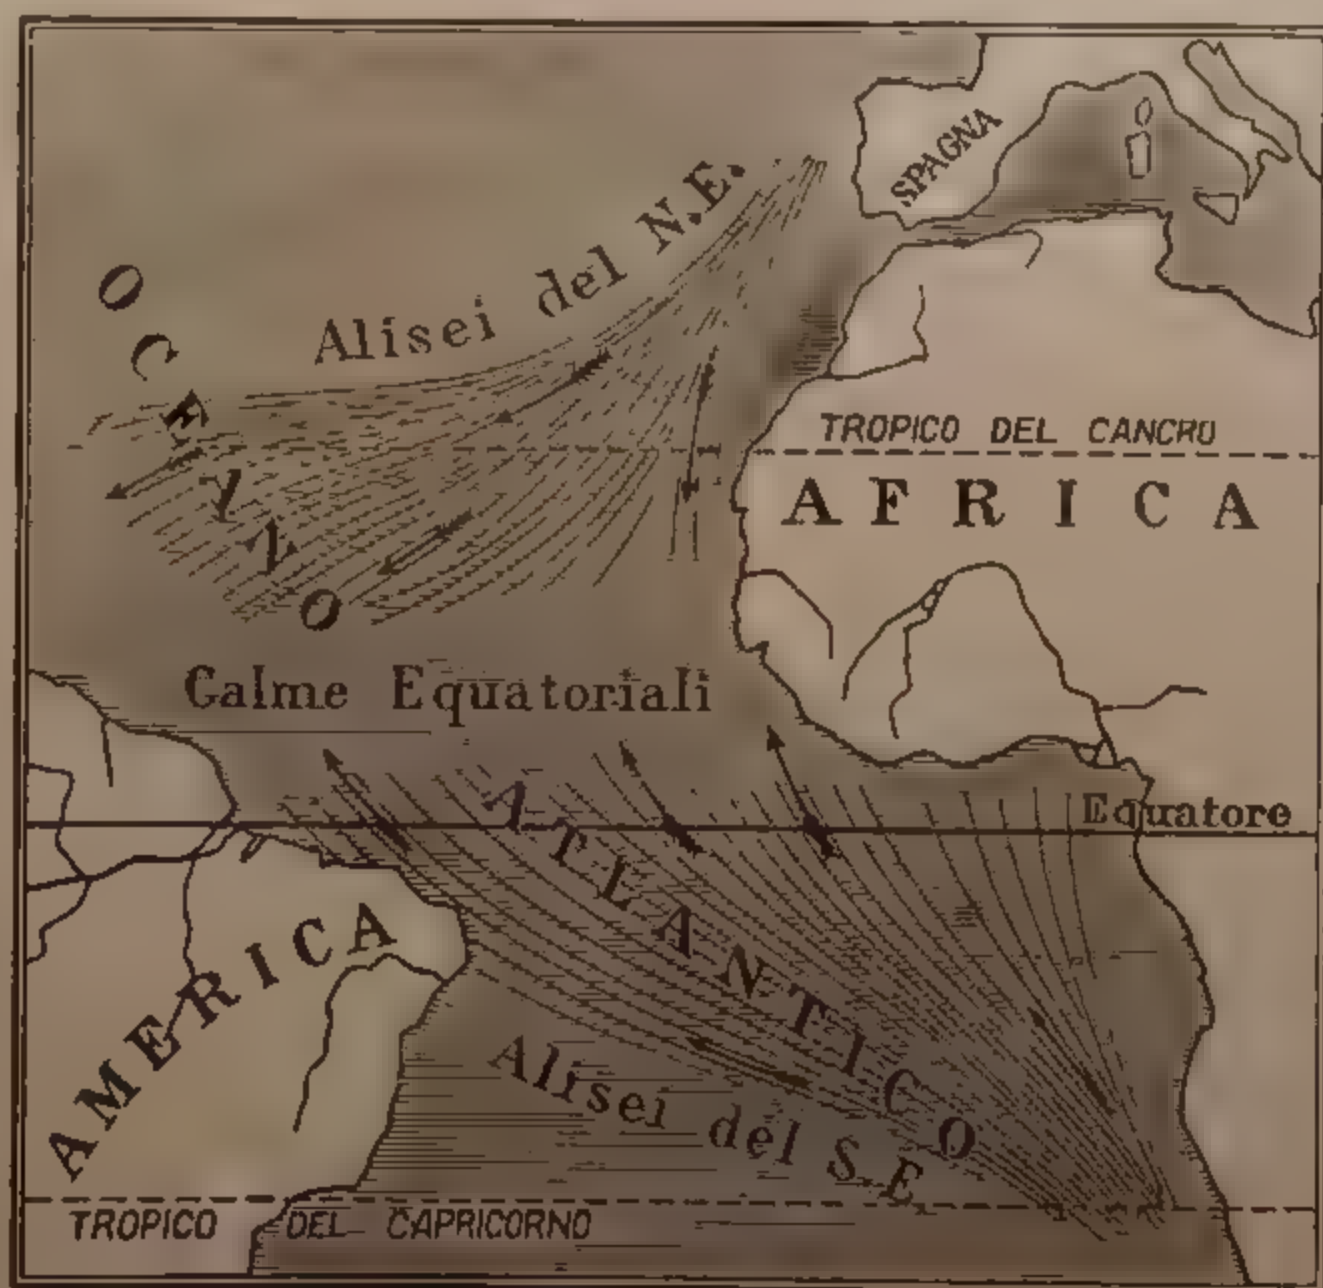 SPAGNA
Alisei del N.E.
OCEANO
TROPICO DEL CANCRO
AFRICA
Calme Equatoriali
Equatore
ATLANTICO
AMERICA
Alisei del S.E
TROPICO DEL CAPRICORNO